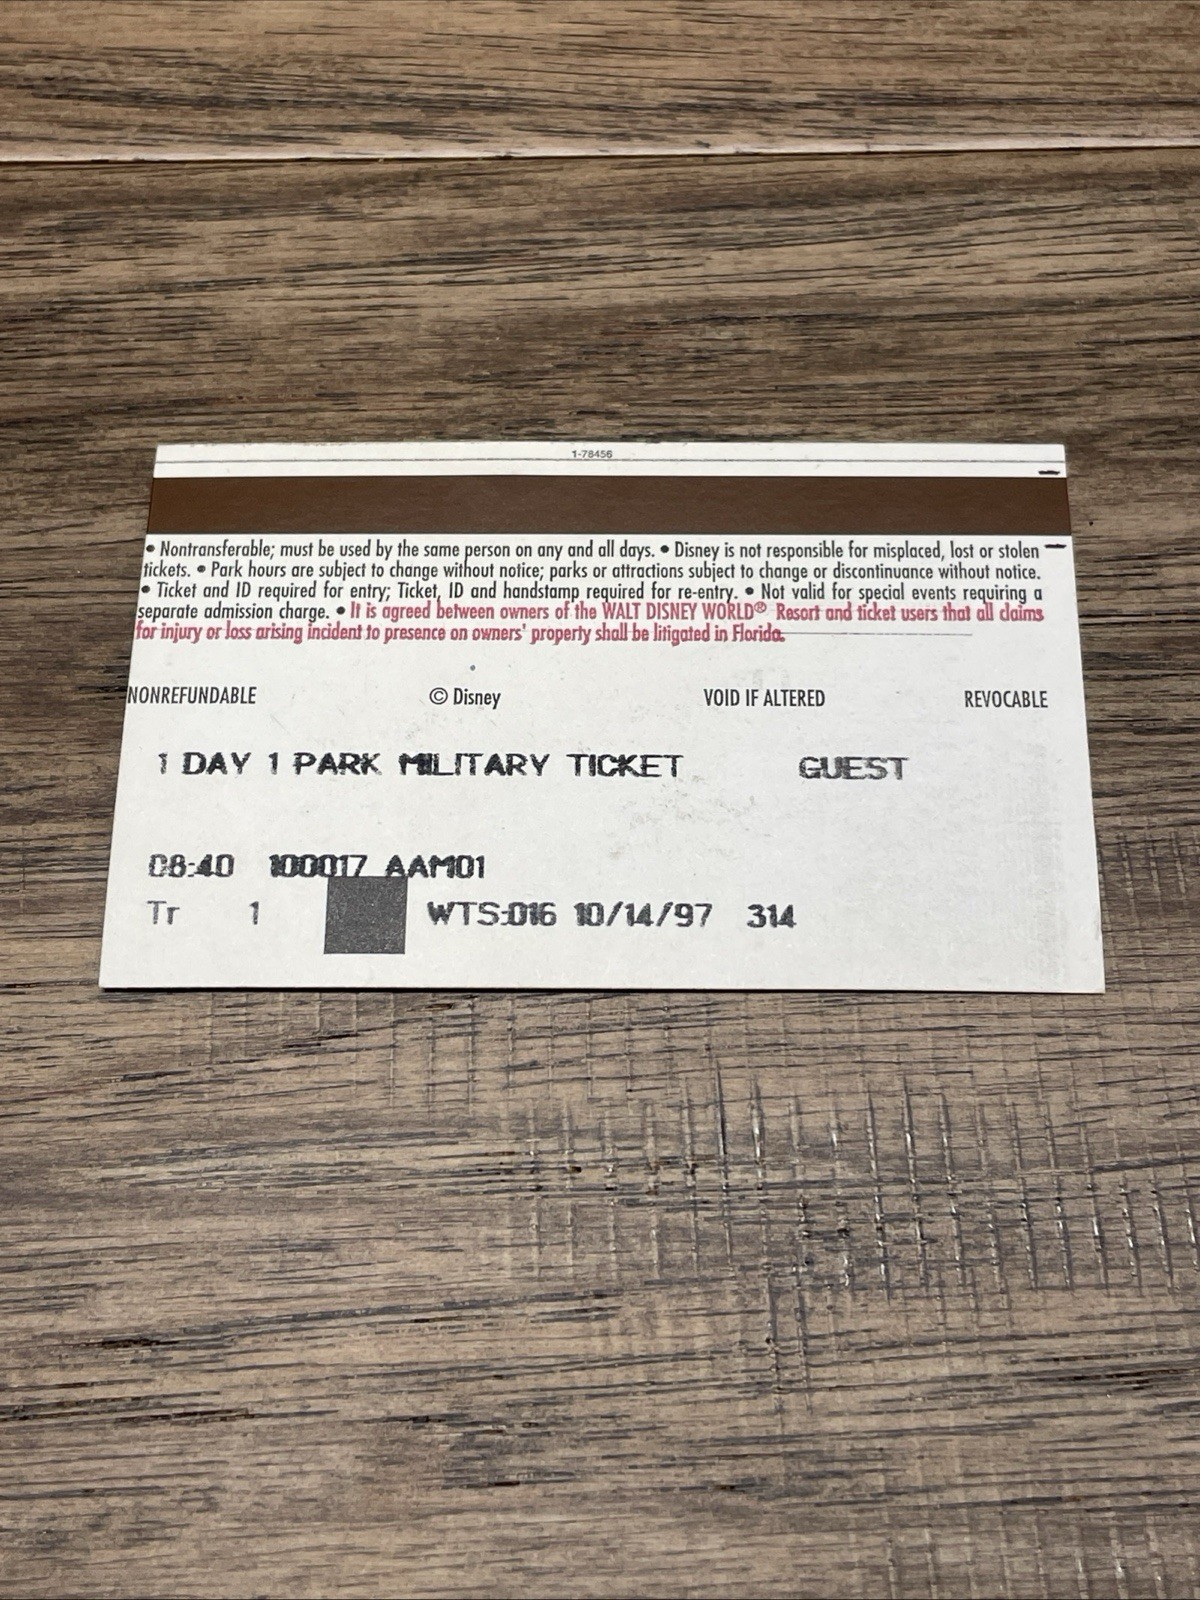 1-78456
• Nontransferable; must be used by the same person on any and all days. • Disney is not responsible for misplaced, lost or stolen
tickets. • Park hours are subject to change without notice; parks or attractions subject to change or discontinuance without notice.
• Ticket and ID required for entry; Ticket, ID and handstamp required for re-entry. • Not valid for special events requiring a
separate admission charge. • It is agreed between owners of the WALT DISNEY WORLD® Resort and ticket users that all claims
for injury or loss arising incident to presence on owners' property shall be litigated in Florida.
NONREFUNDABLE © Disney VOID IF ALTERED REVOCABLE
1 DAY 1 PARK MILITARY TICKET GUEST
08:40 100017 AAM01
Tr 1 WTS:016 10/14/97 314